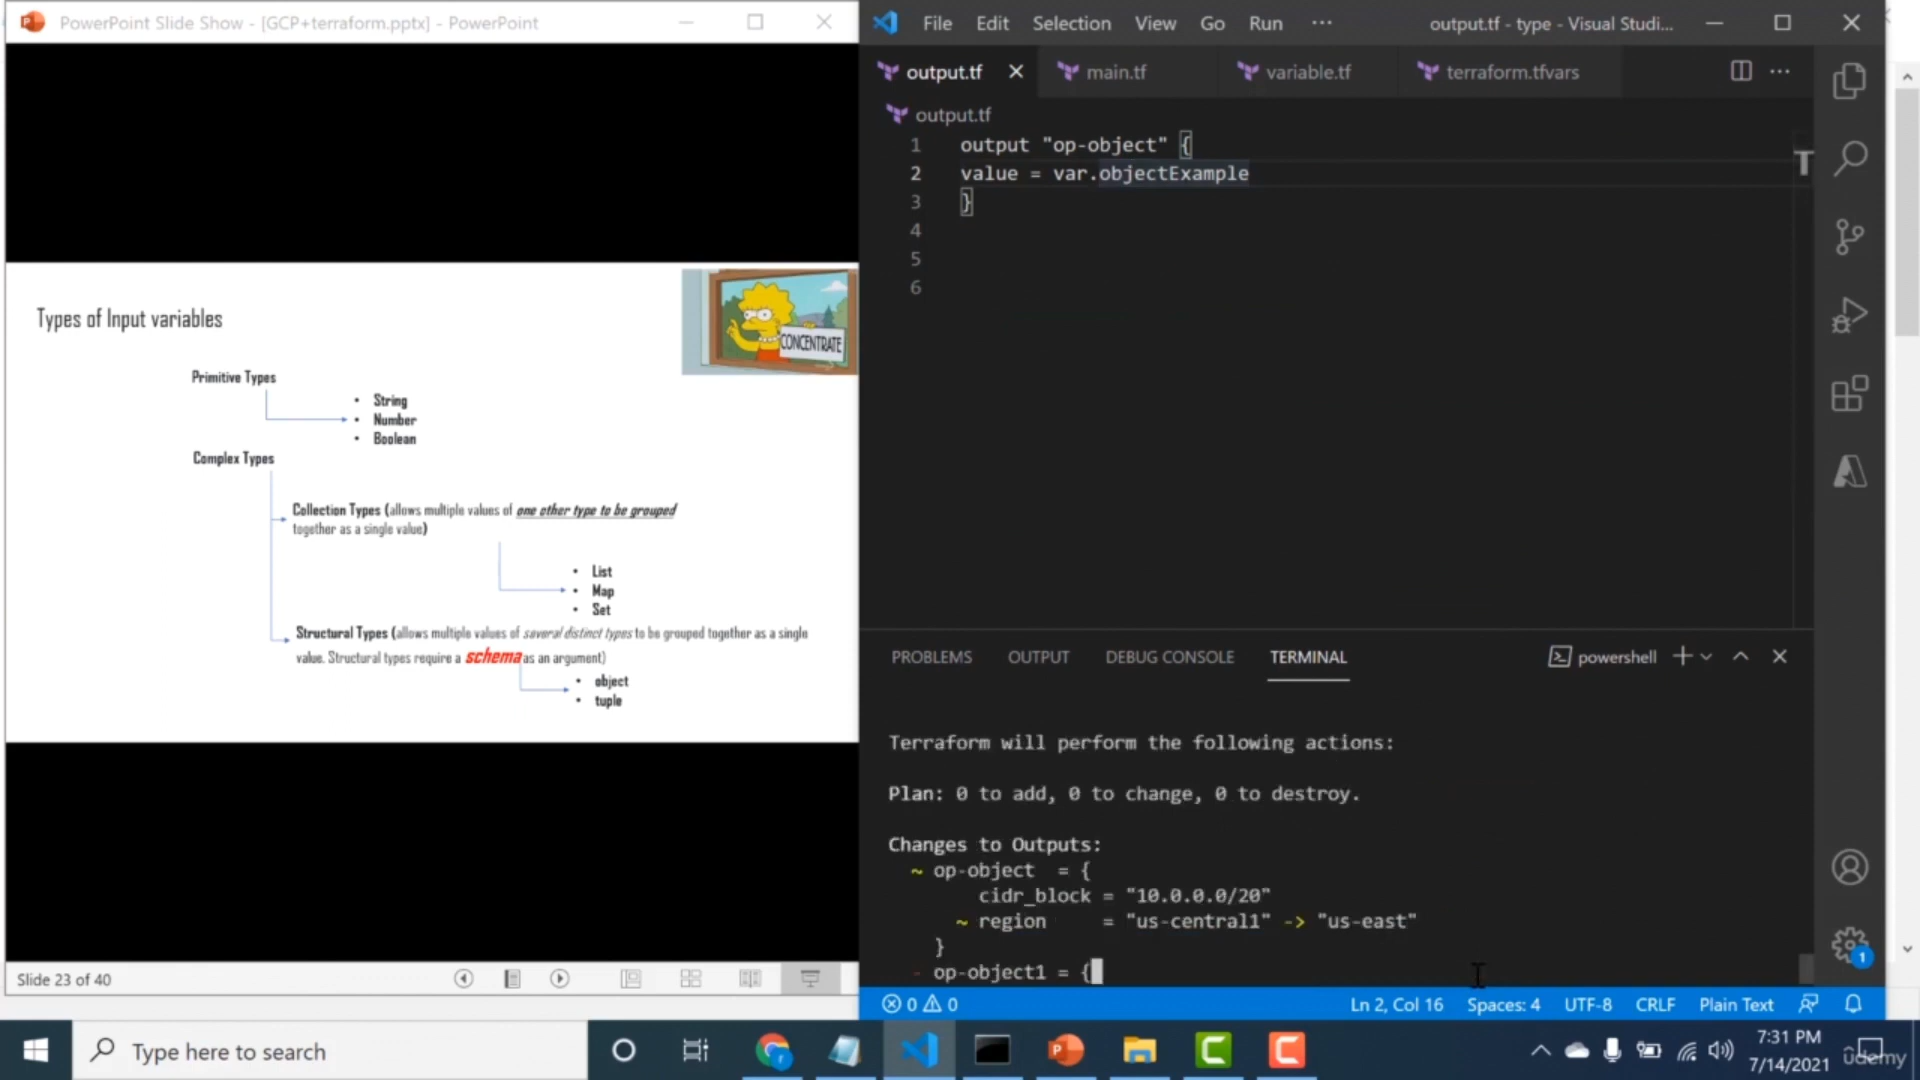 PowerPoint Slide Show - [GCP+terraform.pptx] - PowerPoint
Types of Input variables
CONCENTRATE
Primitive Types
• String
• Number
• Boolean
Complex Types
Collection Types (allows multiple values of one other type to be grouped
together as a single value)
• List
• Map
• Set
Structural Types (allows multiple values of several distinct types to be grouped together as a single
value. Structural types require a schema as an argument)
• object
• tuple
Slide 23 of 40
File Edit Selection View Go Run ··· output.tf - type - Visual Studi...
output.tf main.tf variable.tf terraform.tfvars ···
output.tf
1 output "op-object" {
2 value = var.objectExample
3 }
4
5
6
PROBLEMS OUTPUT DEBUG CONSOLE TERMINAL powershell
Terraform will perform the following actions:
Plan: 0 to add, 0 to change, 0 to destroy.
Changes to Outputs:
~ op-object = {
cidr_block = "10.0.0.0/20"
~ region = "us-central1" -> "us-east"
}
- op-object1 = {
1
0 0 Ln 2, Col 16 Spaces: 4 UTF-8 CRLF Plain Text
Type here to search
7:31 PM
7/14/2021
ûdemy